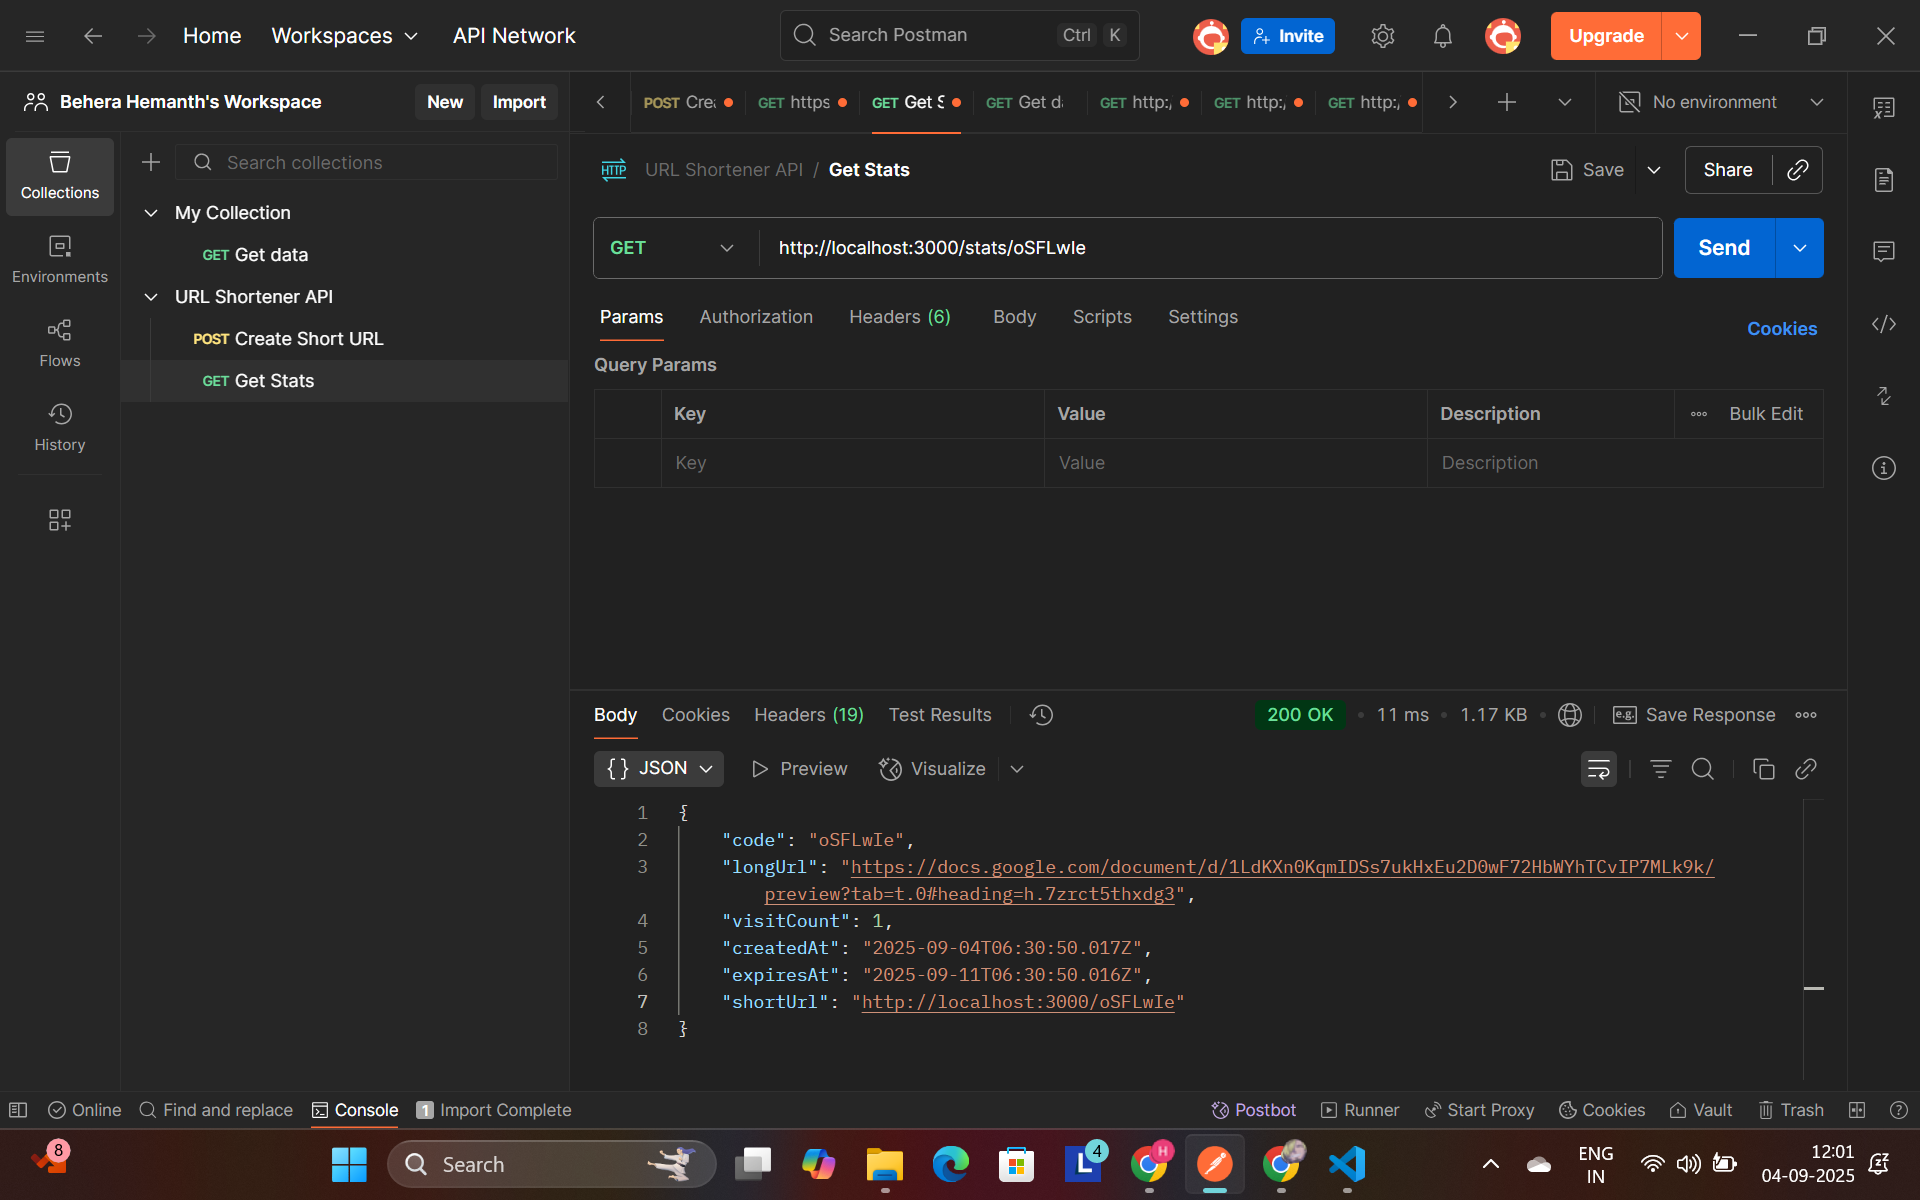 Home
Workspaces
API Network
Search Postman
Ctrl K
Invite
Upgrade
Behera Hemanth's Workspace
New
Import
POST Crea
GET https
GET Get S
GET Get da
GET http:/
GET http:/
GET http:/
No environment
Collections
Environments
Flows
History
Search collections
My Collection
GET Get data
URL Shortener API
POST Create Short URL
GET Get Stats
HTTP URL Shortener API / Get Stats
Save
Share
GET
http://localhost:3000/stats/oSFLwIe
Send
Params Authorization Headers (6) Body Scripts Settings
Cookies
Query Params
Key Value Description ••• Bulk Edit
Key Value Description
Body Cookies Headers (19) Test Results
200 OK • 11 ms • 1.17 KB • e.g. Save Response •••
{} JSON Preview Visualize
1 {
2 "code": "oSFLwIe",
3 "longUrl": "https://docs.google.com/document/d/1LdKXn0KqmIDSs7ukHxEu2D0wF72HbWYhTCvIP7MLk9k/
preview?tab=t.0#heading=h.7zrct5thxdg3",
4 "visitCount": 1,
5 "createdAt": "2025-09-04T06:30:50.017Z",
6 "expiresAt": "2025-09-11T06:30:50.016Z",
7 "shortUrl": "http://localhost:3000/oSFLwIe"
8 }
Online Find and replace Console 1 Import Complete
Postbot Runner Start Proxy Cookies Vault Trash
8
Search
L 4
H
ENG
IN
12:01
04-09-2025